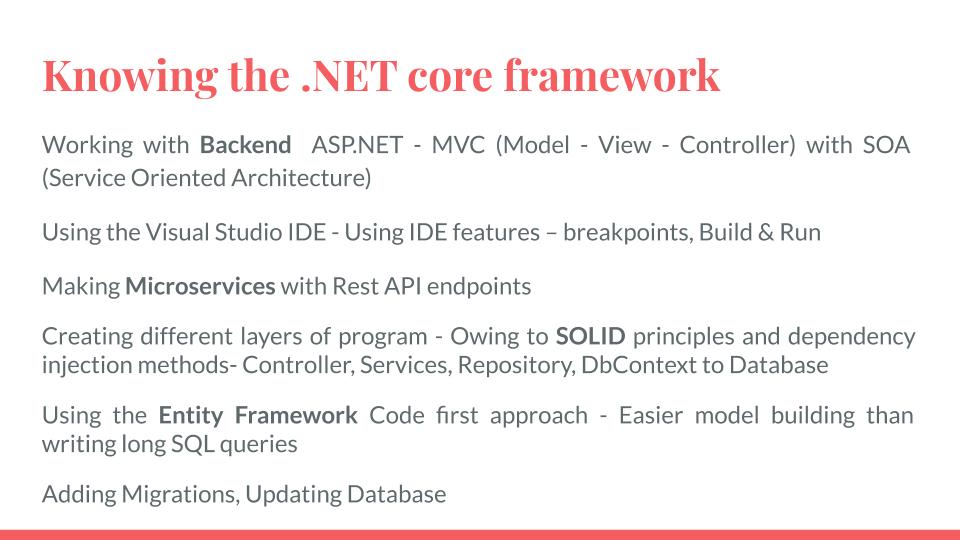 Knowing the .NET core framework
Working with Backend ASP.NET - MVC (Model - View - Controller) with SOA
(Service Oriented Architecture)
Using the Visual Studio IDE - Using IDE features – breakpoints, Build & Run
Making Microservices with Rest API endpoints
Creating different layers of program - Owing to SOLID principles and dependency
injection methods- Controller, Services, Repository, DbContext to Database
Using the Entity Framework Code first approach - Easier model building than
writing long SQL queries
Adding Migrations, Updating Database